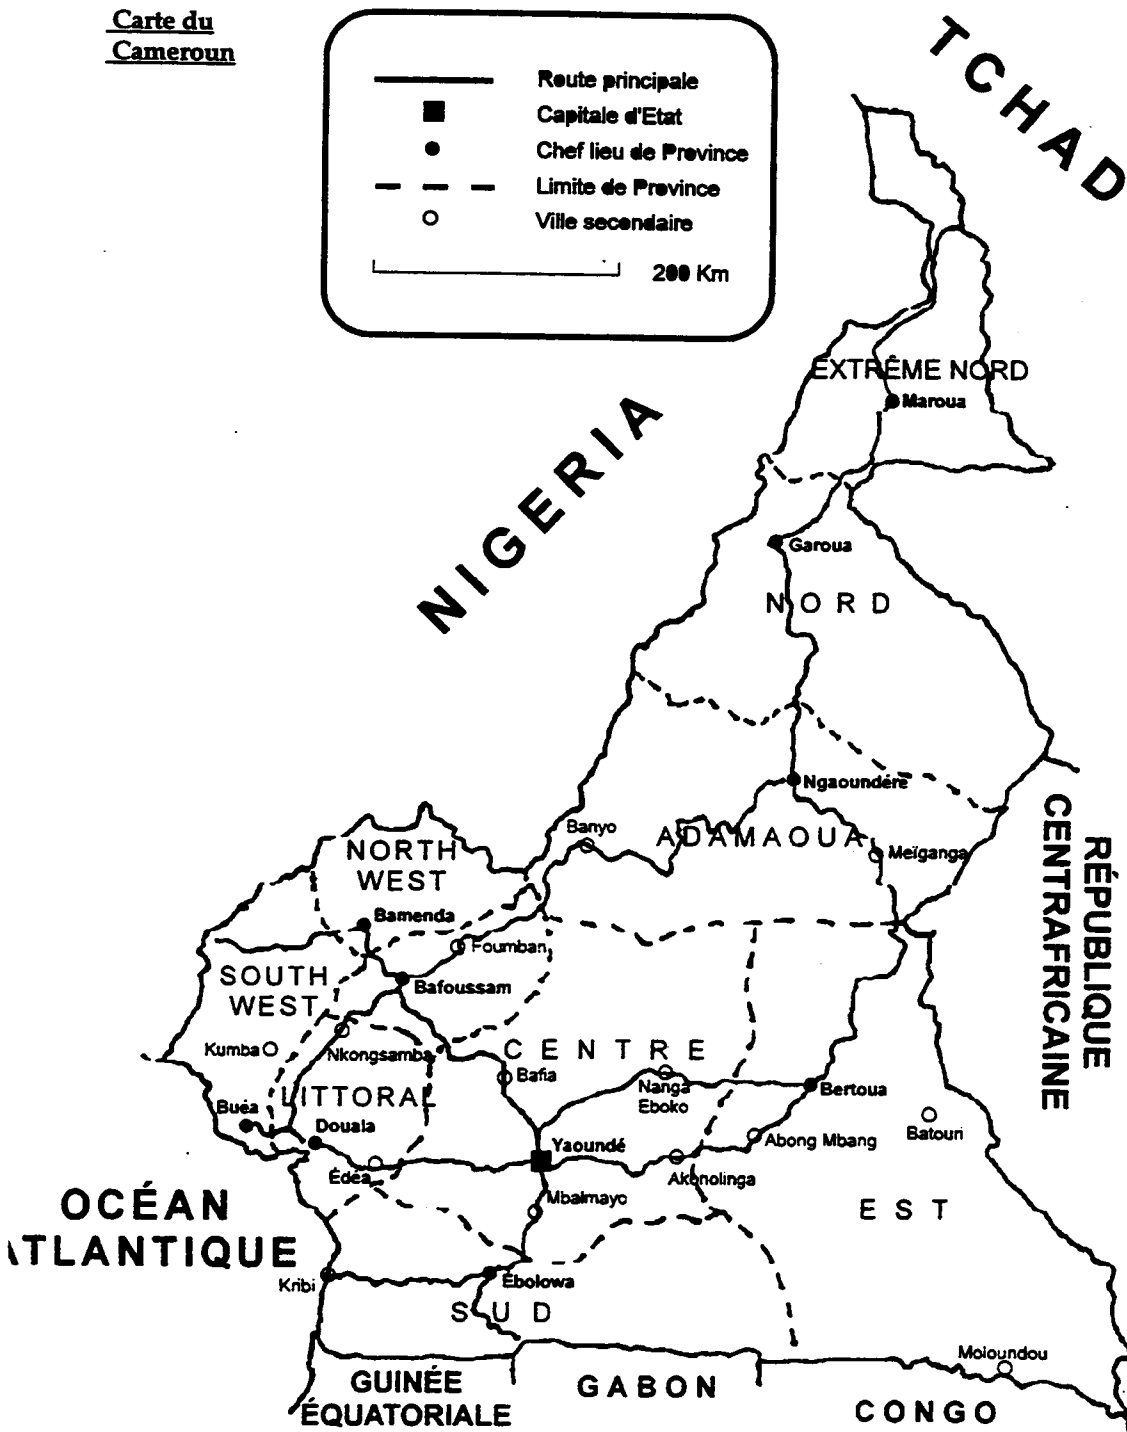 Carte du
Cameroun
Route principale
Capitale d'Etat
Chef lieu de Province
Limite de Province
Ville secondaire
200 Km
TCHAD
NIGERIA
EXTRÊME NORD
Maroua
Garoua
NORD
Ngaoundére
ADAMAOUA
Banyo
Meïganga
RÉPUBLIQUE
CENTRAFRICAINE
NORTH
WEST
Bamenda
Foumban
Bafoussam
SOUTH
WEST
Kumba
Nkongsamba
CENTRE
Bafia
Nanga
Eboko
Bertoua
LITTORAL
Buéa
Douala
Édéa
Yaoundé
Abong Mbang
Batouri
Akonolinga
Mbalmayo
EST
OCÉAN
ATLANTIQUE
Kribi
Ébolowa
SUD
Moloundou
GUINÉE
ÉQUATORIALE
GABON
CONGO